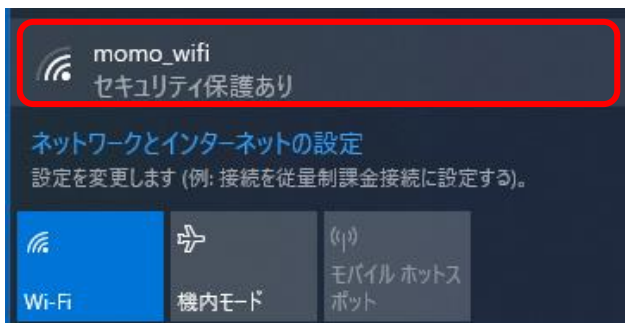 momo_wifi
セキュリティ保護あり
ネットワークとインターネットの設定
設定を変更します (例: 接続を従量制課金接続に設定する)。
Wi-Fi
機内モード
モバイル ホットス
ポット